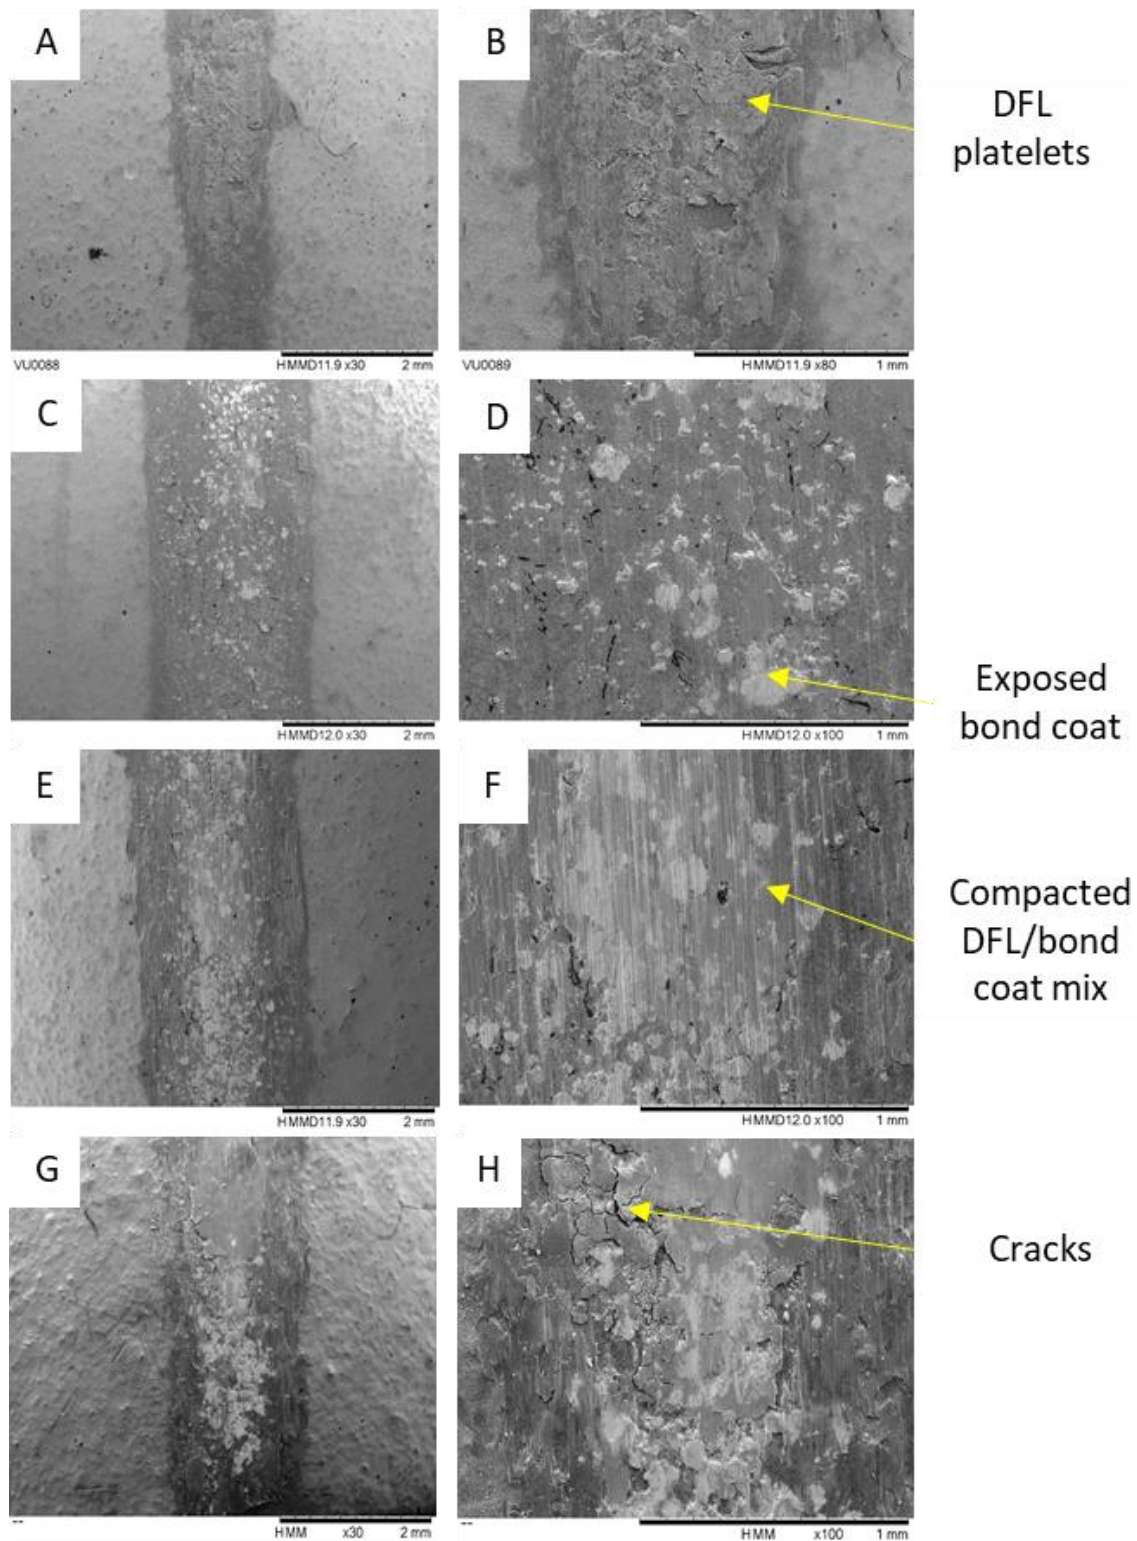 A
B
DFL
platelets
VU0088
HMMD11.9 x30
2 mm
VU0089
HMMD11.9 x80
1 mm
C
D
Exposed
bond coat
HMMD12.0 x30
2 mm
HMMD12.0 x100
1 mm
E
F
Compacted
DFL/bond
coat mix
HMMD11.9 x30
2 mm
HMMD12.0 x100
1 mm
G
H
Cracks
HMM
x30
2 mm
HMM
x100
1 mm